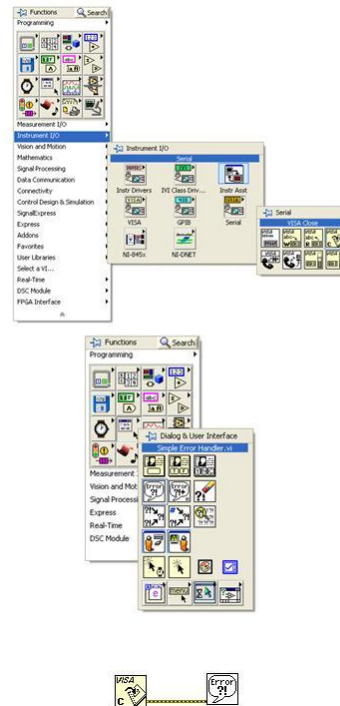 Functions
Search
Programming
Measurement I/O
Instrument I/O
Vision and Motion
Mathematics
Signal Processing
Data Communication
Connectivity
Control Design & Simulation
SignalExpress
Express
Addons
Favorites
User Libraries
Select a VI...
Real-Time
DSC Module
FPGA Interface
Instrument I/O
Serial
Instr Drivers
IVI Class Driv...
Instr Asst
VISA
GPIB
Serial
NI-845x
NI-DNET
Serial
VISA Close
Functions
Search
Programming
Measurement
Vision and Mot
Signal Processi
Express
Real-Time
DSC Module
Dialog & User Interface
Simple Error Handler.vi
Error
?!
menu
VISA
C
Error
?!